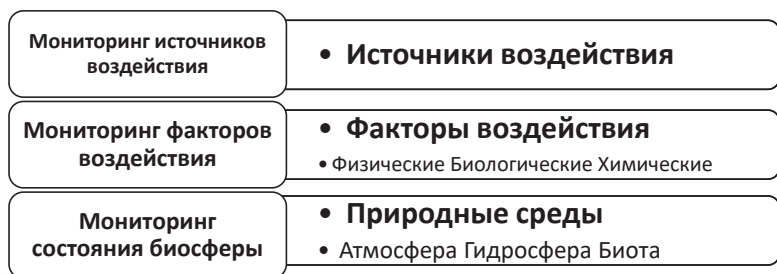 Мониторинг источников
воздействия
• Источники воздействия
Мониторинг факторов
воздействия
• Факторы воздействия
• Физические Биологические Химические
Мониторинг
состояния биосферы
• Природные среды
• Атмосфера Гидросфера Биота